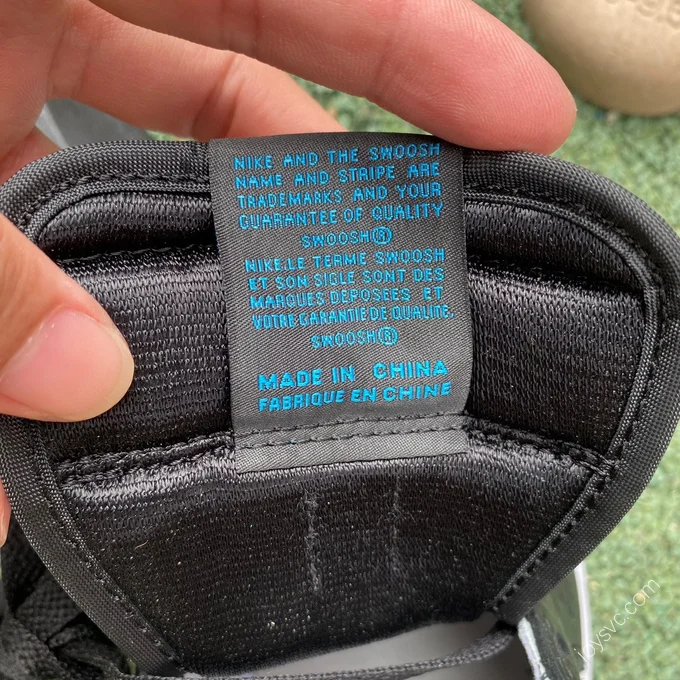 NIKE AND THE SWOOSH
NAME AND STRIPE ARE
TRADEMARKS AND YOUR
GUARANTEE OF QUALITY
SWOOSH®
NIKE.LE TERME SWOOSH
ET SON SIGLE SONT DES
MARQUES DEPOSEES ET
VOTRE GARANTIE DE QUALITE.
SWOOSH®
MADE IN CHINA
FABRIQUE EN CHINE
joysvc.com